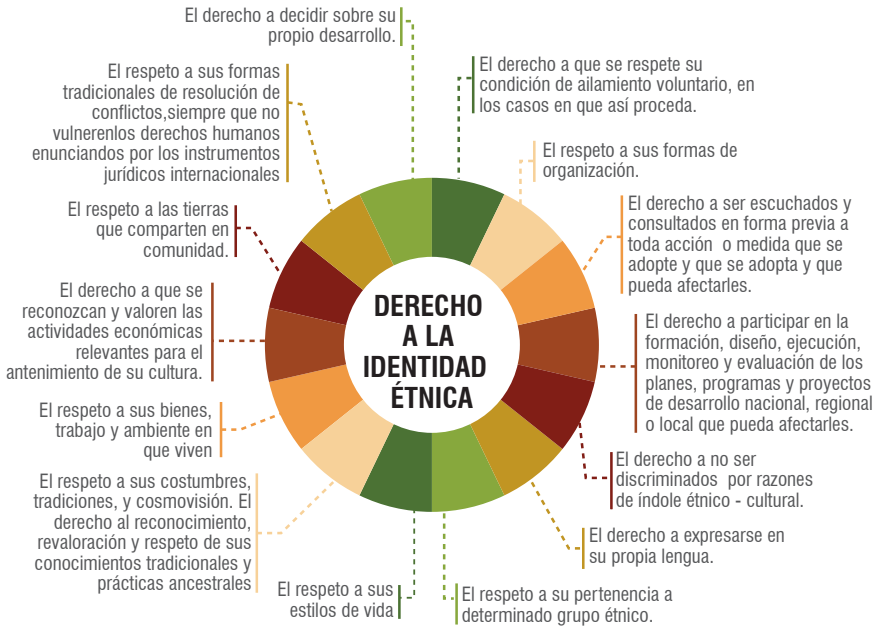 El derecho a decidir sobre su
propio desarrollo.
El derecho a que se respete su
condición de ailamiento voluntario, en
los casos en que así proceda.
El respeto a sus formas de
organización.
El derecho a ser escuchados y
consultados en forma previa a
toda acción o medida que se
adopte y que se adopta y que
pueda afectarles.
El derecho a participar en la
formación, diseño, ejecución,
monitoreo y evaluación de los
planes, programas y proyectos
de desarrollo nacional, regional
o local que pueda afectarles.
El derecho a no ser
discriminados por razones
de índole étnico - cultural.
El derecho a expresarse en
su propia lengua.
El respeto a su pertenencia a
determinado grupo étnico.
El respeto a sus
estilos de vida
El respeto a sus costumbres,
tradiciones, y cosmovisión. El
derecho al reconocimiento,
revaloración y respeto de sus
conocimientos tradicionales y
prácticas ancestrales
El respeto a sus bienes,
trabajo y ambiente en
que viven
El derecho a que se
reconozcan y valoren las
actividades económicas
relevantes para el
antenimiento de su cultura.
El respeto a las tierras
que comparten en
comunidad.
El respeto a sus formas
tradicionales de resolución de
conflictos,siempre que no
vulnerenlos derechos humanos
enunciandos por los instrumentos
jurídicos internacionales
DERECHO
A LA
IDENTIDAD
ÉTNICA